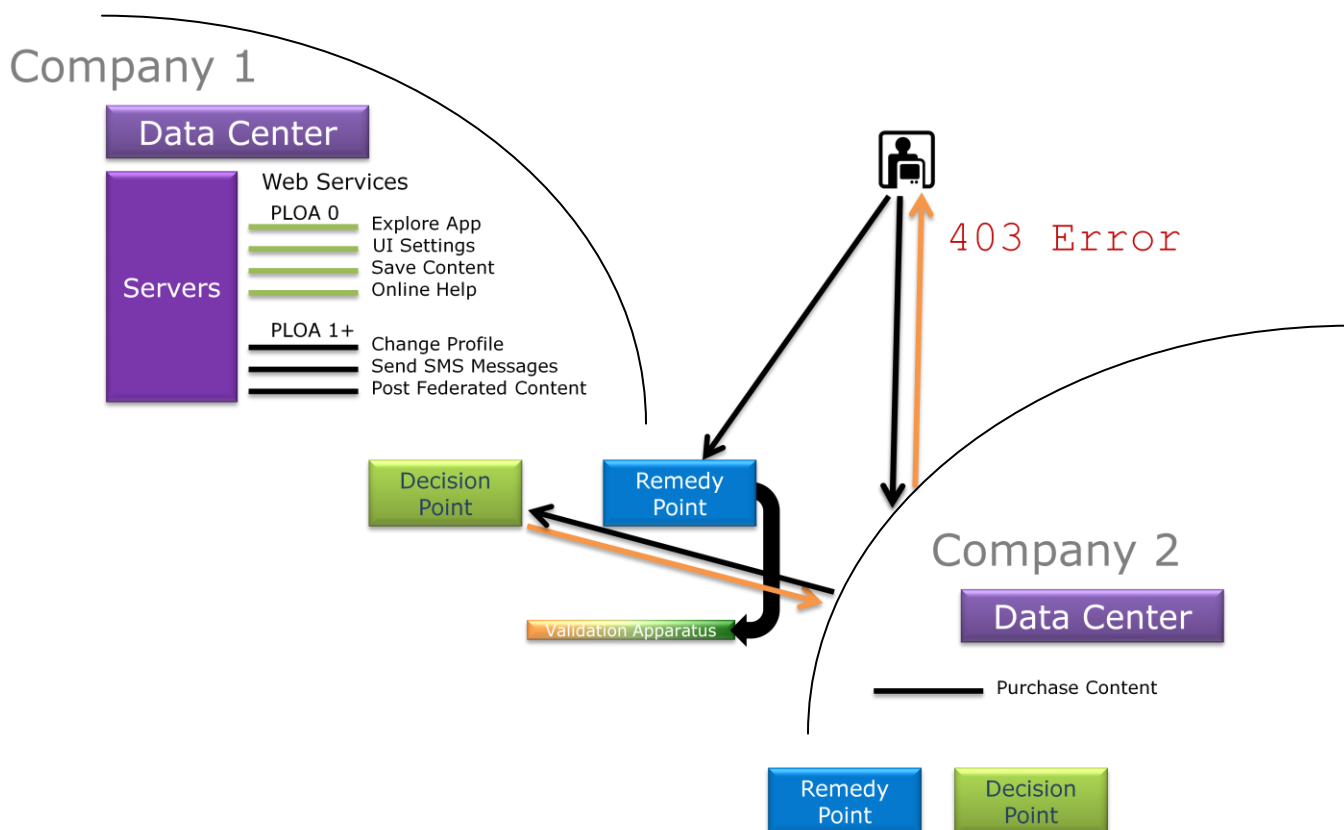 Company 1
Data Center
Servers
Web Services
PLOA 0
Explore App
UI Settings
Save Content
Online Help
PLOA 1+
Change Profile
Send SMS Messages
Post Federated Content
403 Error
Decision
Point
Remedy
Point
Validation Apparatus
Company 2
Data Center
Purchase Content
Remedy
Point
Decision
Point